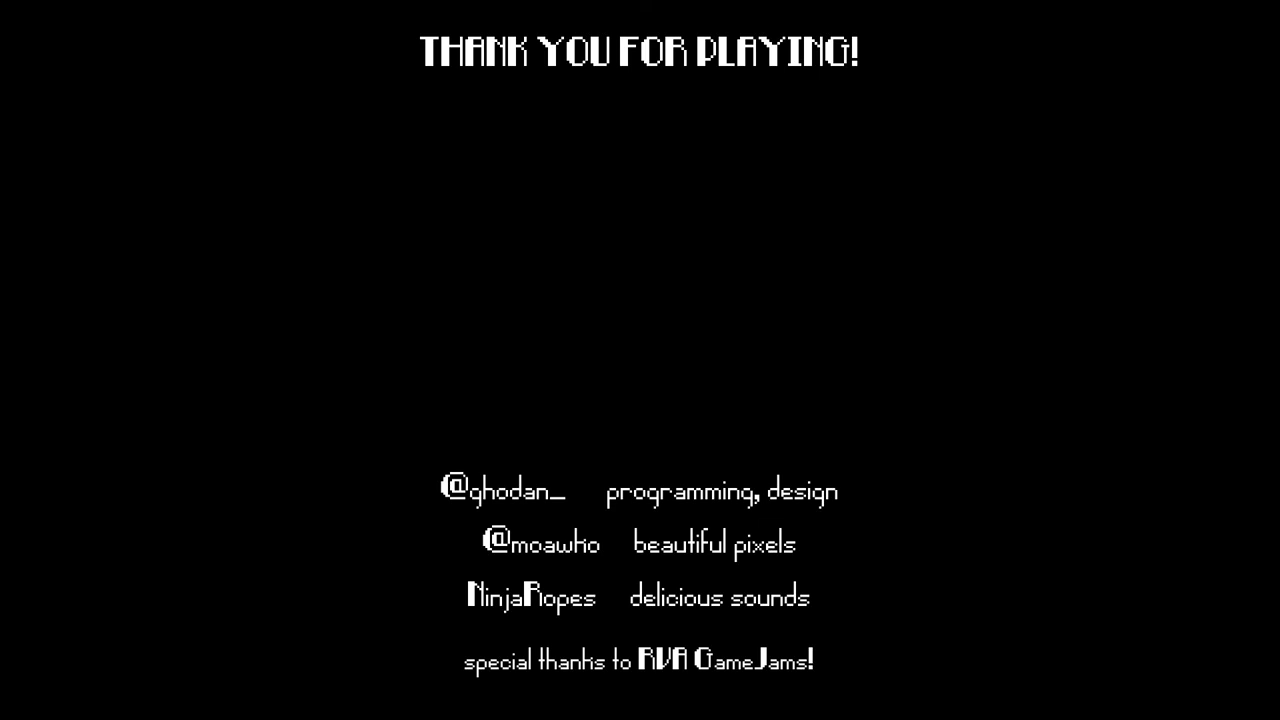 THANK YOU FOR PLAYING!
@ghodan_ programming, design
@moawko beautiful pixels
NinjaRopes delicious sounds
special thanks to RVA GameJams!